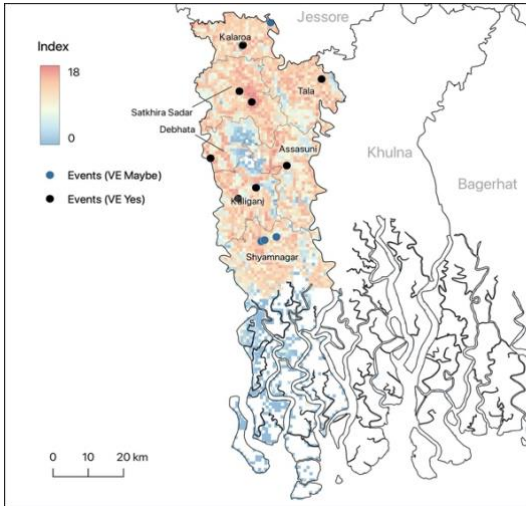 Jessore
Index
Kalaroa
18
Tala
Satkhira Sadar
0
Debhata
Assasuni
Khulna
Events (VE Maybe)
Bagerhat
Events (VE Yes)
Kaliganj
Shyamnagar
0 10 20 km